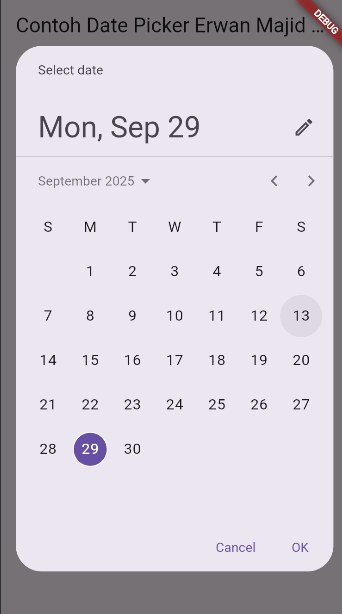 Contoh Date Picker Erwan Majid ...
DEBUG
Select date
Mon, Sep 29
September 2025
S M T W T F S
1 2 3 4 5 6
7 8 9 10 11 12 13
14 15 16 17 18 19 20
21 22 23 24 25 26 27
28 29 30
Cancel OK